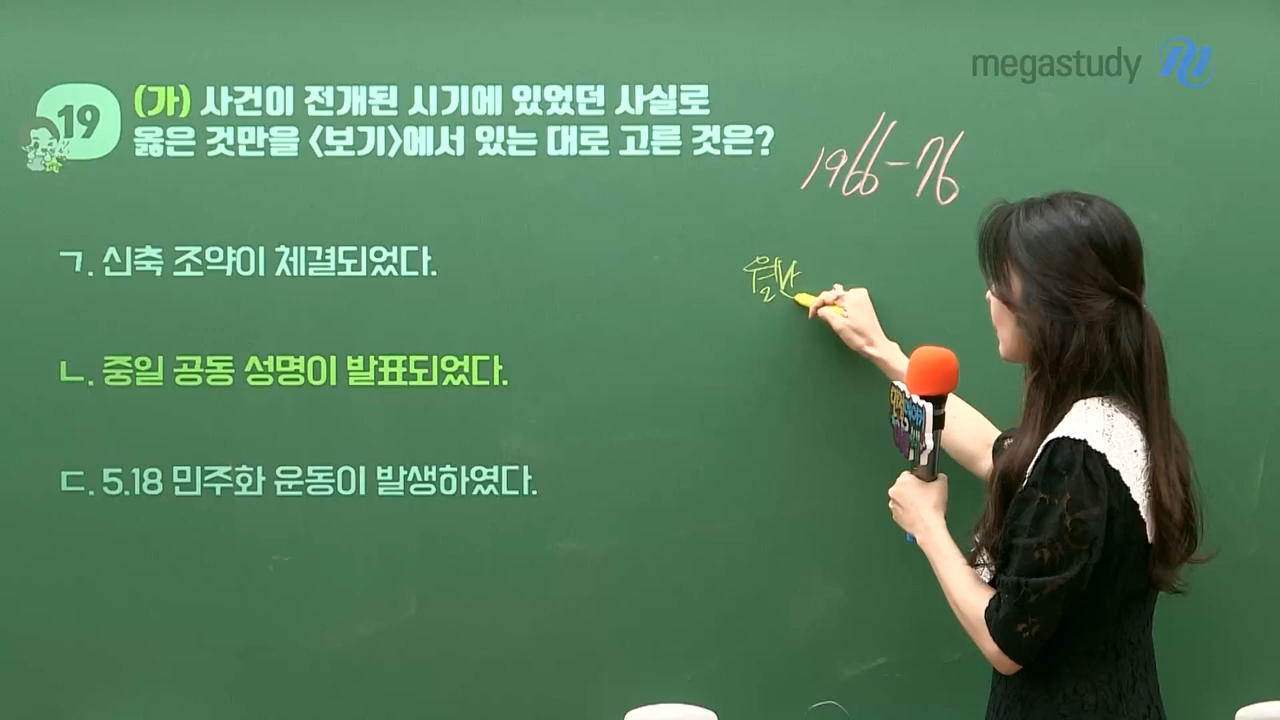 megastudy
19
(가) 사건이 전개된 시기에 있었던 사실로
옳은 것만을 <보기>에서 있는 대로 고른 것은?
1966-76
ㄱ. 신축 조약이 체결되었다.
ㄴ. 중일 공동 성명이 발표되었다.
ㄷ. 5.18 민주화 운동이 발생하였다.